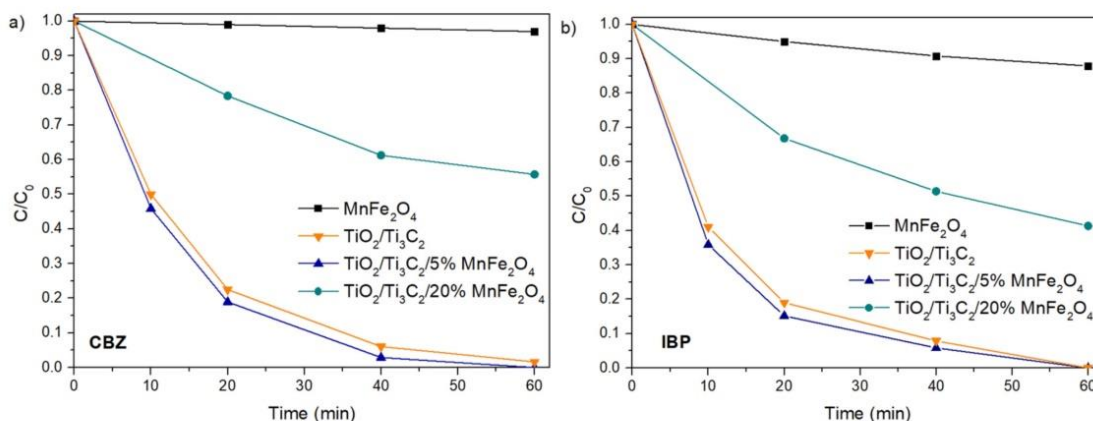 a)
1.0
0.9
0.8
0.7
0.6
0.5
0.4
0.3
0.2
0.1
0.0
C/C₀
MnFe₂O₄
TiO₂/Ti₃C₂
TiO₂/Ti₃C₂/5% MnFe₂O₄
TiO₂/Ti₃C₂/20% MnFe₂O₄
CBZ
0 10 20 30 40 50 60
Time (min)
b)
1.0
0.9
0.8
0.7
0.6
0.5
0.4
0.3
0.2
0.1
0.0
C/C₀
MnFe₂O₄
TiO₂/Ti₃C₂
TiO₂/Ti₃C₂/5% MnFe₂O₄
TiO₂/Ti₃C₂/20% MnFe₂O₄
IBP
0 10 20 30 40 50 60
Time (min)